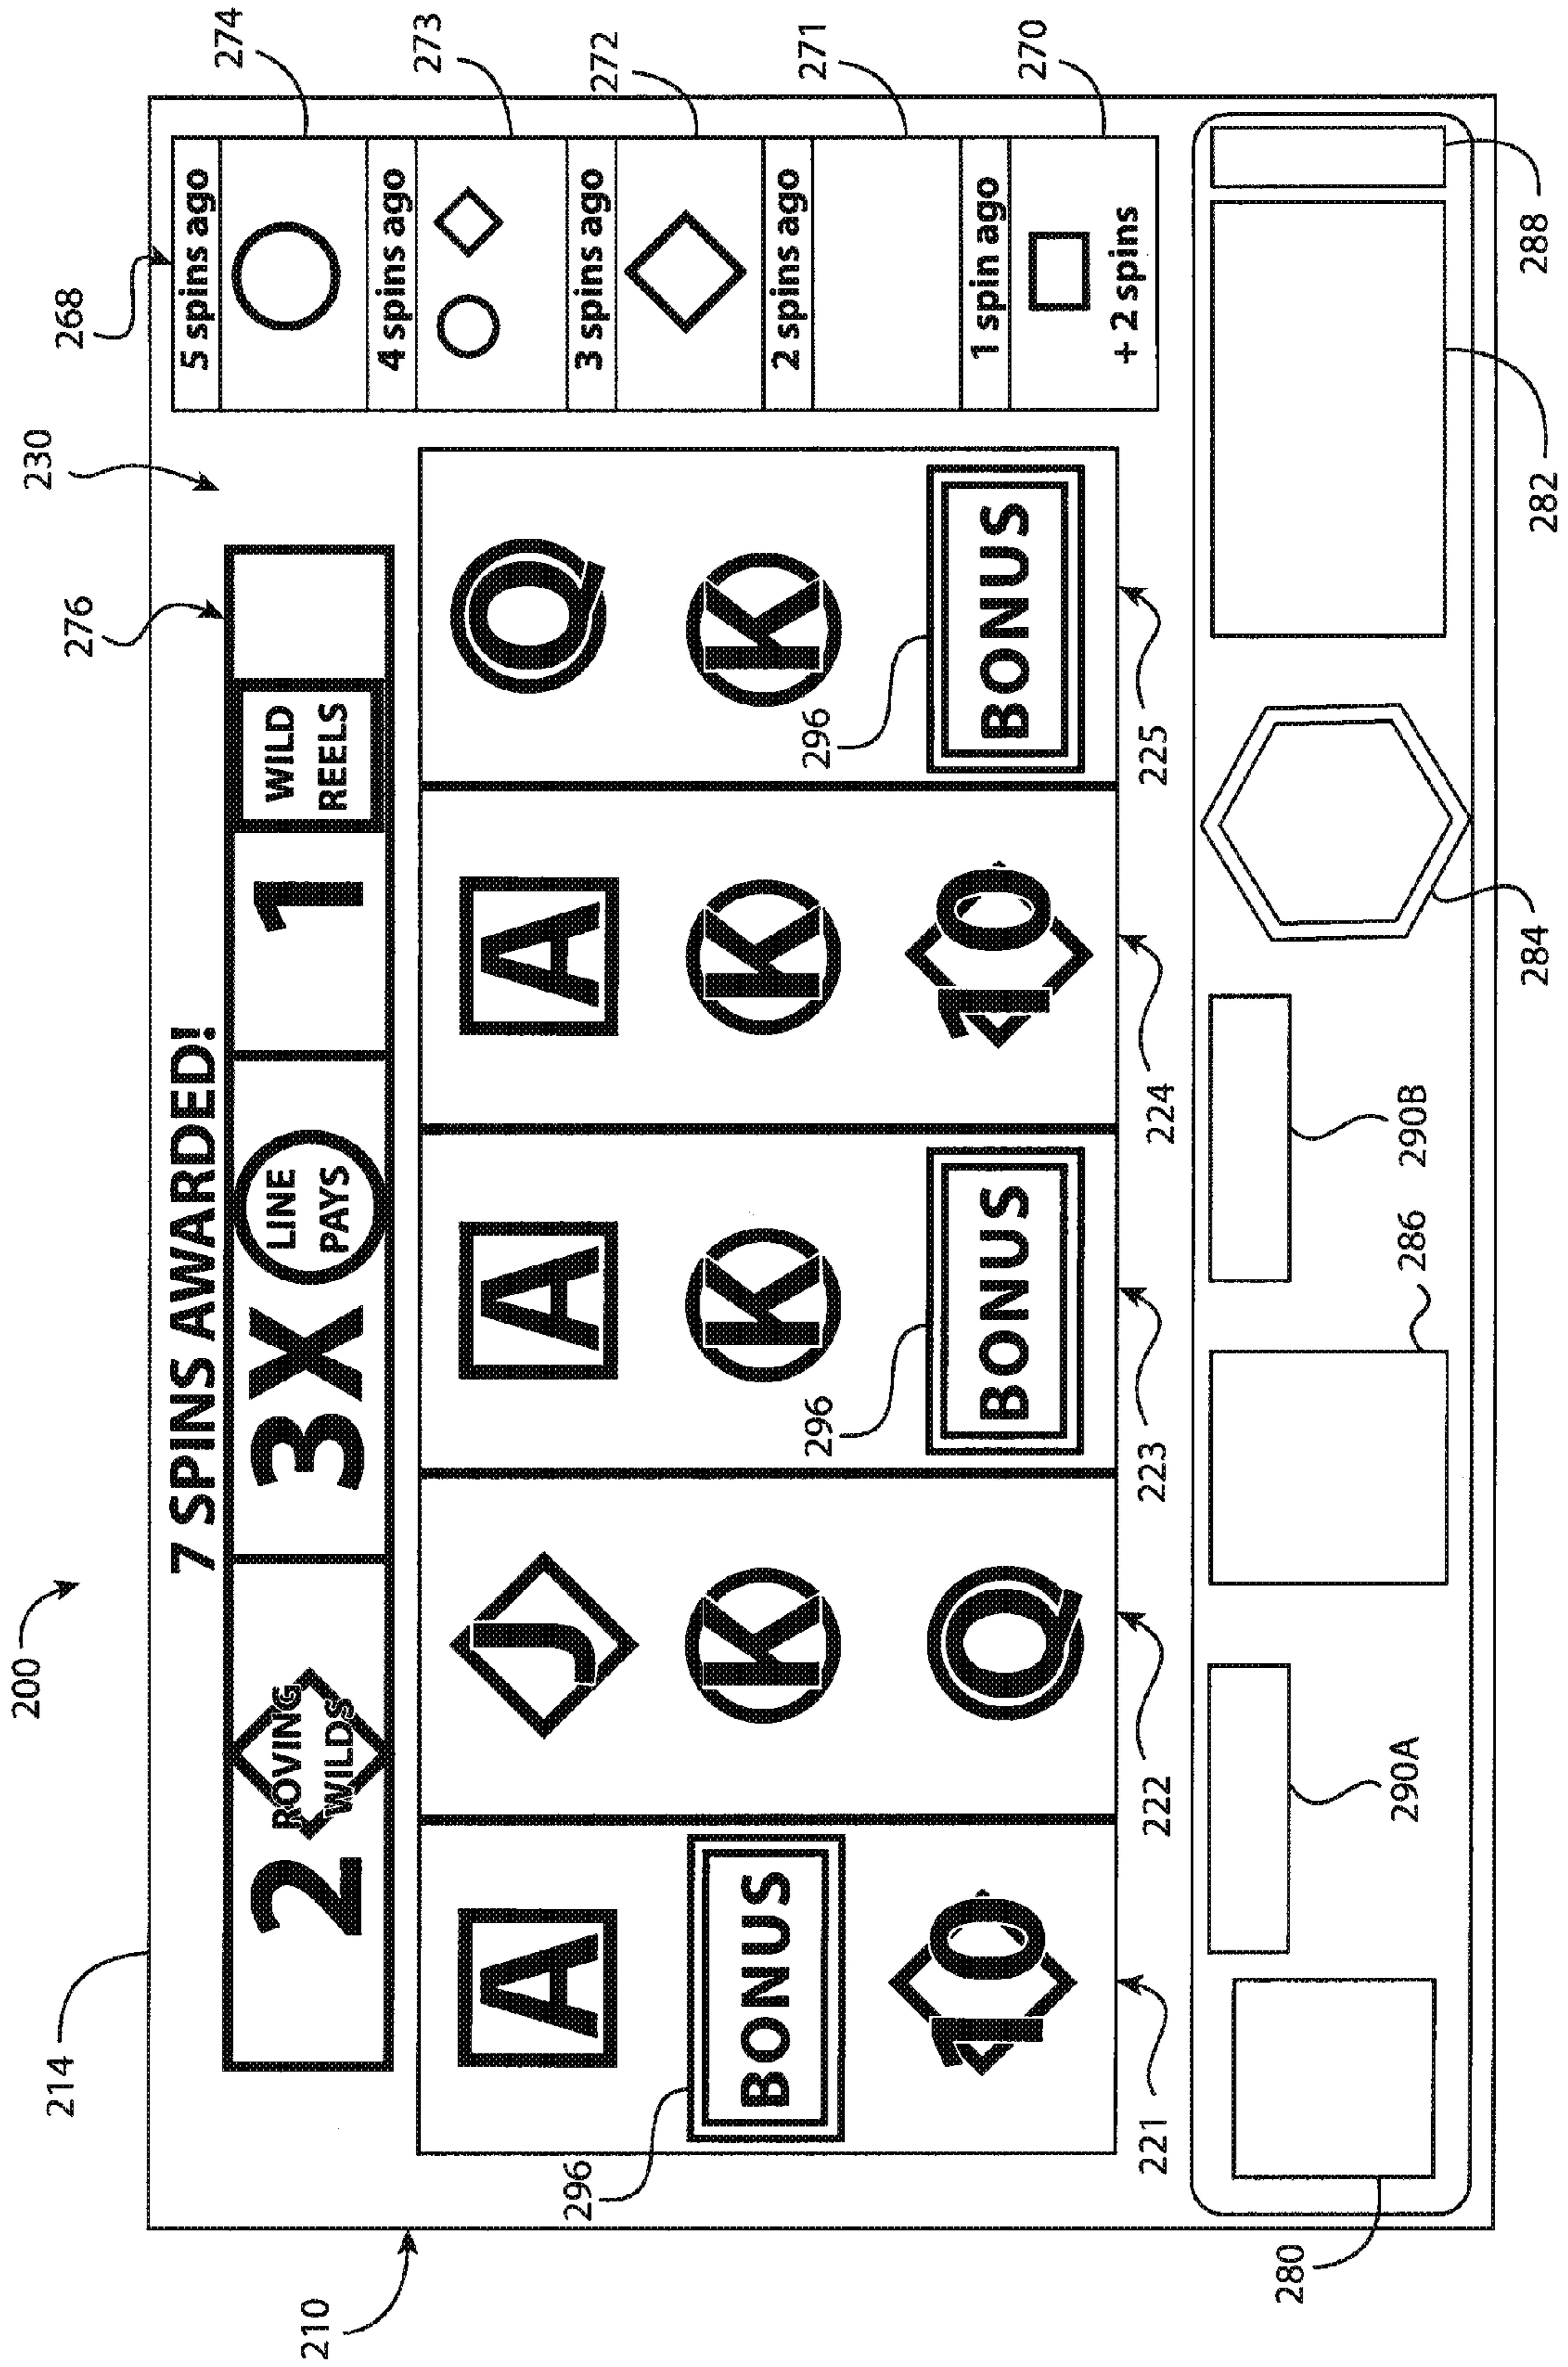 200
214
210
230
7 SPINS AWARDED!
276
268
2 ROVING WILDS
3X LINE PAYS
1 WILD REELS
5 spins ago
274
4 spins ago
273
3 spins ago
272
2 spins ago
271
1 spin ago
+ 2 spins
270
A J A A Q
BONUS K K K K
296
296
296
10 Q BONUS 10 BONUS
221
222
223
224
225
280
290A
286
290B
284
282
288